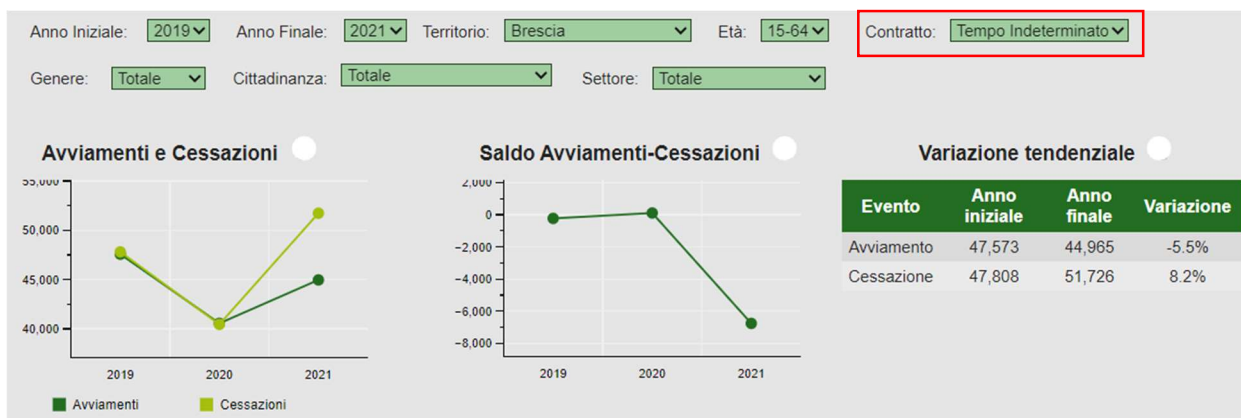 Anno Iniziale: 2019 Anno Finale: 2021 Territorio: Brescia Età: 15-64 Contratto: Tempo Indeterminato
Genere: Totale Cittadinanza: Totale Settore: Totale
Avviamenti e Cessazioni
55,000
50,000
45,000
40,000
2019 2020 2021
Avviamenti Cessazioni
Saldo Avviamenti-Cessazioni
2,000
0
−2,000
−4,000
−6,000
−8,000
2019 2020 2021
Variazione tendenziale
Evento Anno iniziale Anno finale Variazione
Avviamento 47,573 44,965 -5.5%
Cessazione 47,808 51,726 8.2%